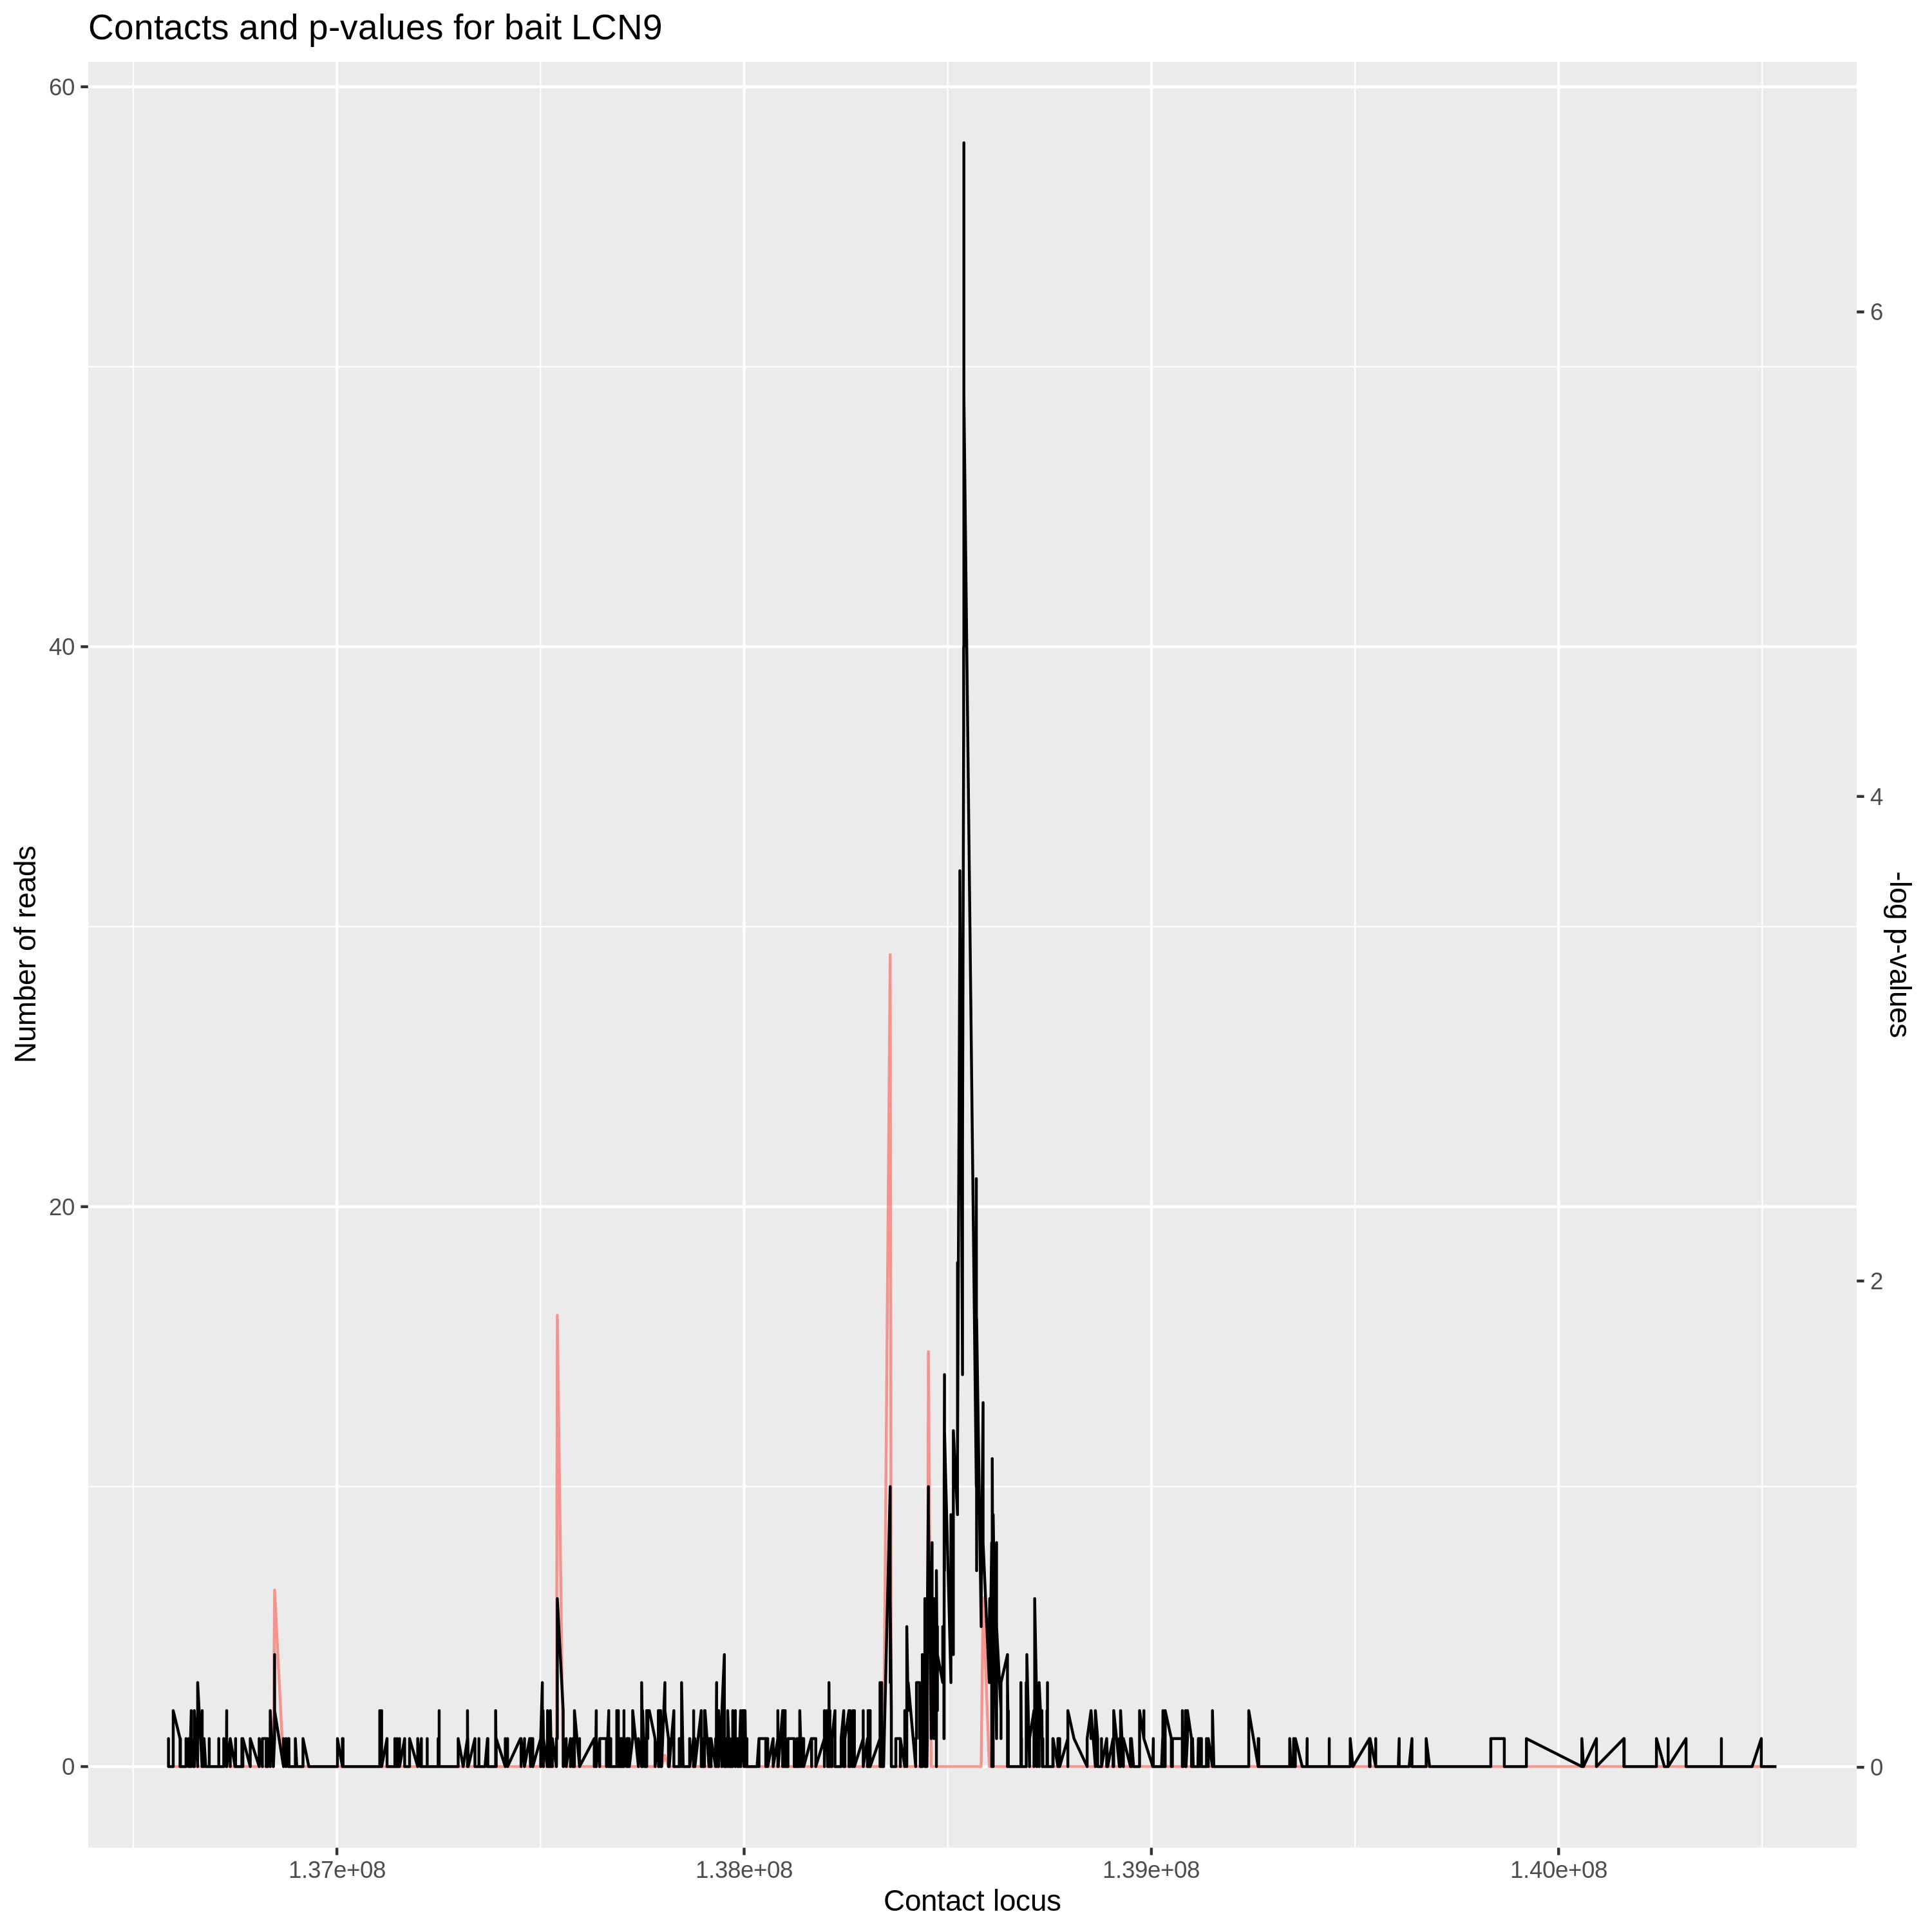 Contacts and p-values for bait LCN9
60
40
20
0
Number of reads
6
4
2
0
-log p-values
1.37e+08
1.38e+08
1.39e+08
1.40e+08
Contact locus